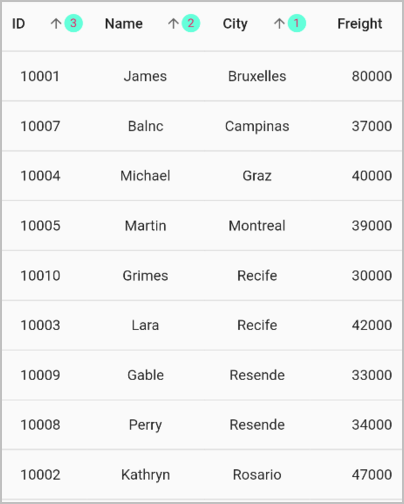 ID ↑ 3 Name ↑ 2 City ↑ 1 Freight
10001 James Bruxelles 80000
10007 Balnc Campinas 37000
10004 Michael Graz 40000
10005 Martin Montreal 39000
10010 Grimes Recife 30000
10003 Lara Recife 42000
10009 Gable Resende 33000
10008 Perry Resende 34000
10002 Kathryn Rosario 47000